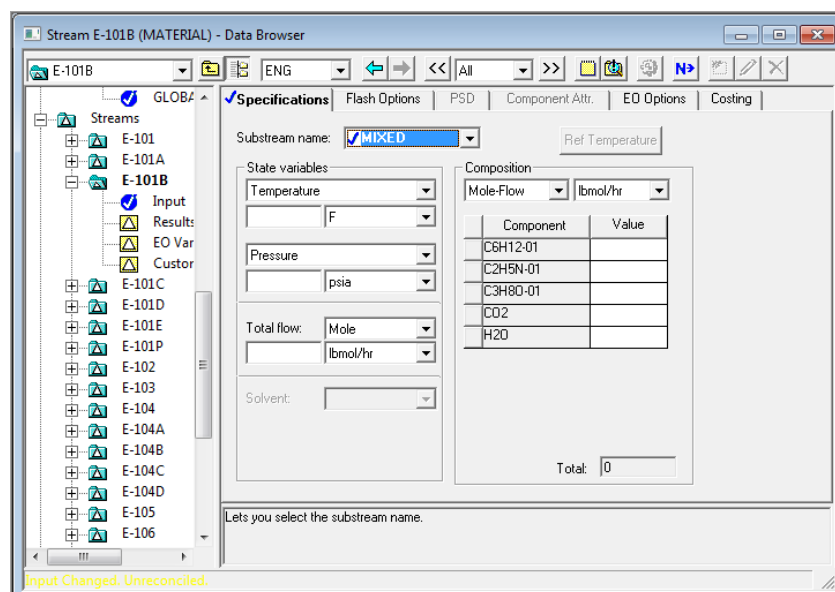 Stream E-101B (MATERIAL) - Data Browser
E-101B ENG << All >> N
GLOBA
Streams
E-101
E-101A
E-101B
Input
Results
EO Var
Custor
E-101C
E-101D
E-101E
E-101P
E-102
E-103
E-104
E-104A
E-104B
E-104C
E-104D
E-105
E-106
Specifications Flash Options PSD Component Attr. EO Options Costing
Substream name: MIXED Ref Temperature
State variables
Temperature
F
Pressure
psia
Total flow: Mole
lbmol/hr
Solvent:
Composition
Mole-Flow lbmol/hr
Component Value
C6H12-01
C2H5N-01
C3H8O-01
CO2
H2O
Total: 0
Lets you select the substream name.
Input Changed. Unreconciled.